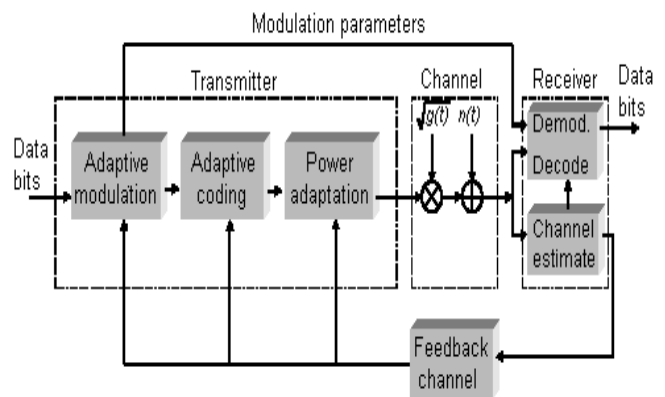 Modulation parameters
Transmitter
Channel
Receiver
Data
bits
Data
bits
Adaptive
modulation
Adaptive
coding
Power
adaptation
√g(t)
n(t)
Demod.
Decode
Channel
estimate
Feedback
channel